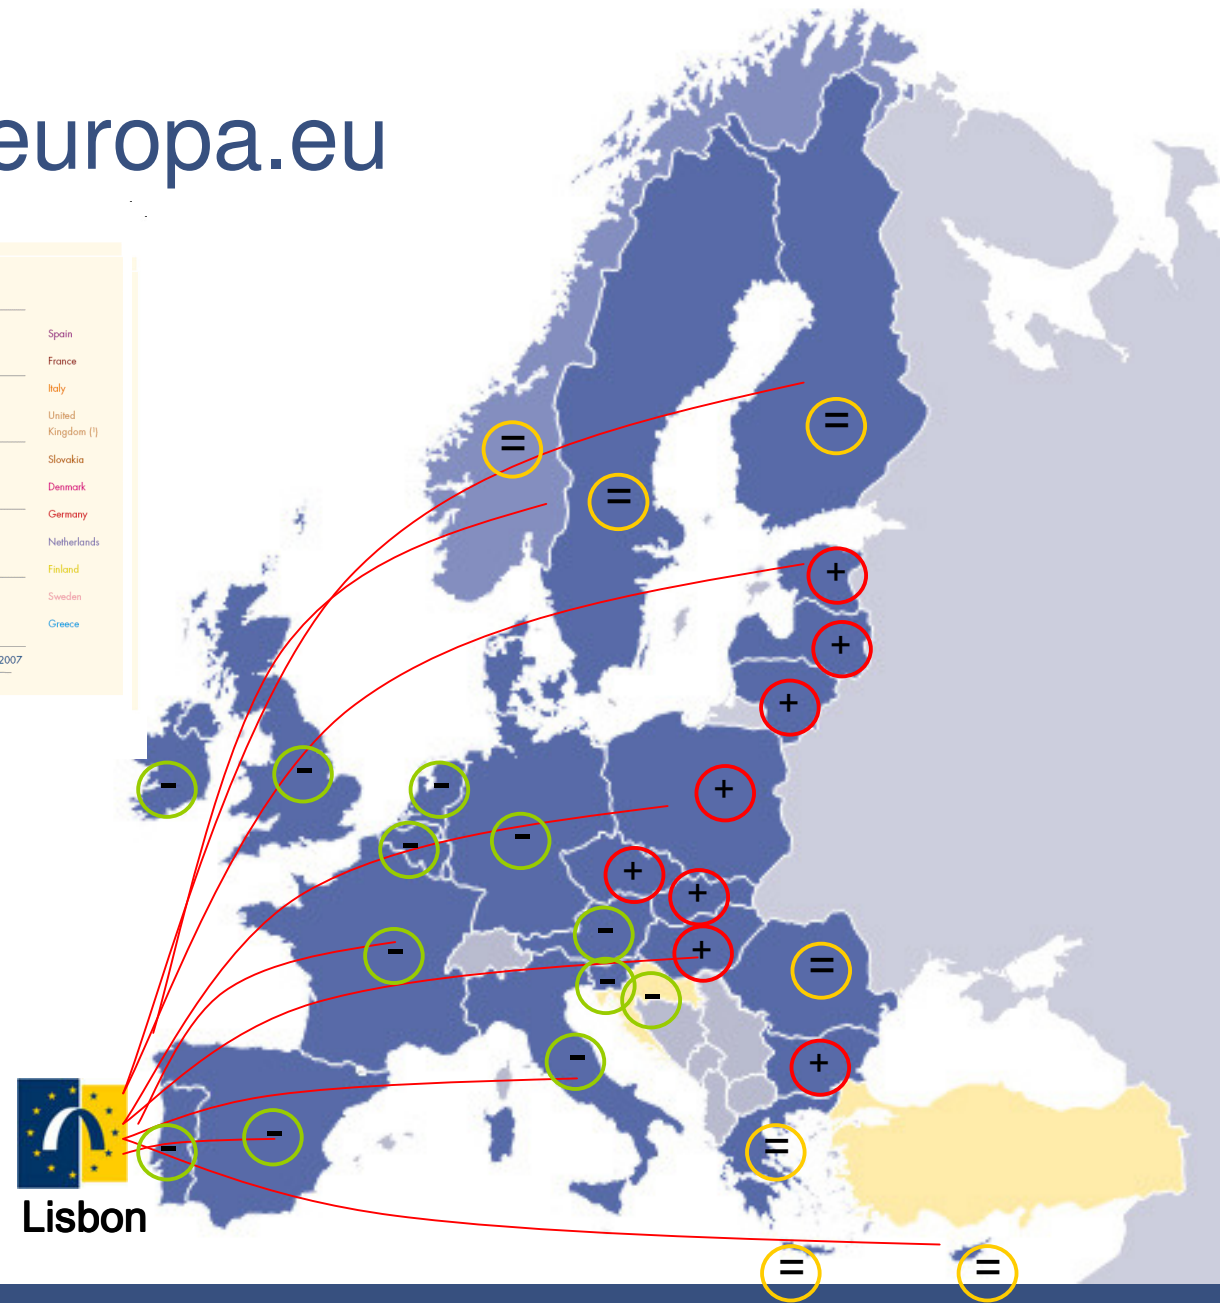 europa.eu
Spain
France
Italy
United
Kingdom (¹)
Slovakia
Denmark
Germany
Netherlands
Finland
Sweden
Greece
2007
=
=
=
+
+
+
-
-
-
+
-
-
+
+
-
+
-
=
-
-
-
+
=
-
-
Lisbon
=
=